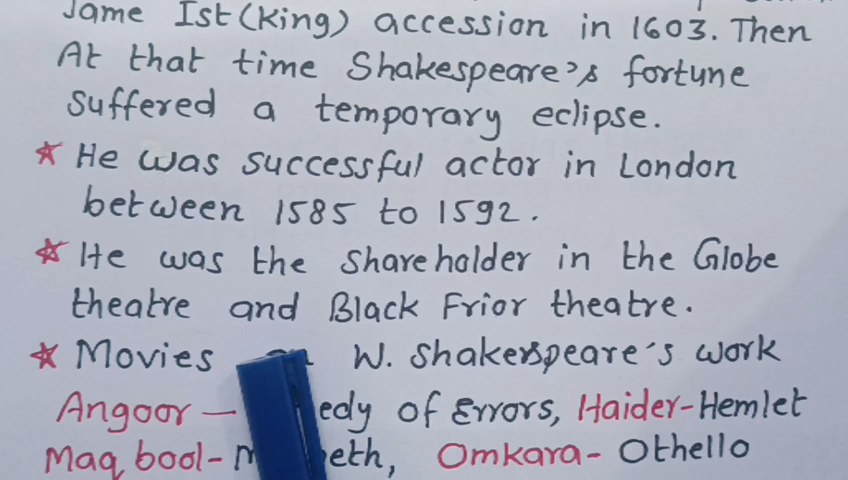 Jame Ist (King) accession in 1603. Then
At that time Shakespeare's fortune
suffered a temporary eclipse.
* He was successful actor in London
between 1585 to 1592.
* He was the shareholder in the Globe
theatre and Black Frior theatre.
* Movies W. Shakespeare's work
Angoor – edy of Errors, Haider-Hemlet
Maqbool- eth, Omkara- Othello